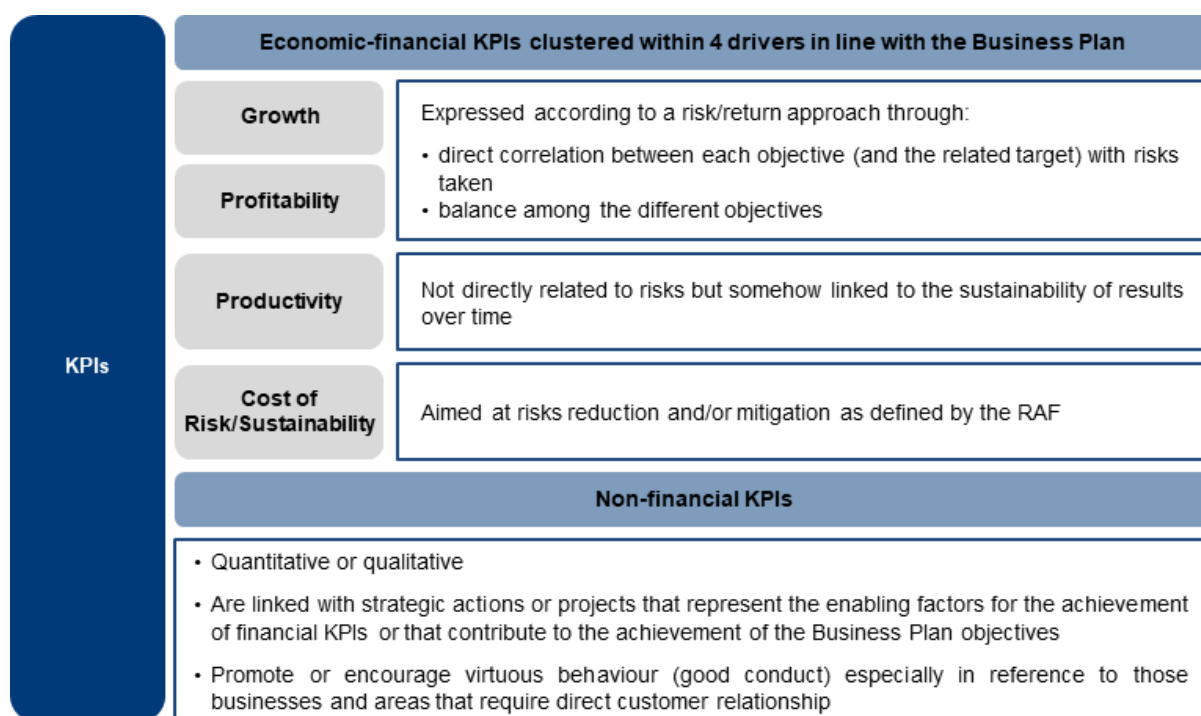 KPIs
Economic-financial KPIs clustered within 4 drivers in line with the Business Plan
Growth
Profitability
Expressed according to a risk/return approach through:
• direct correlation between each objective (and the related target) with risks
taken
• balance among the different objectives
Productivity
Not directly related to risks but somehow linked to the sustainability of results
over time
Cost of
Risk/Sustainability
Aimed at risks reduction and/or mitigation as defined by the RAF
Non-financial KPIs
• Quantitative or qualitative
• Are linked with strategic actions or projects that represent the enabling factors for the achievement
of financial KPIs or that contribute to the achievement of the Business Plan objectives
• Promote or encourage virtuous behaviour (good conduct) especially in reference to those
businesses and areas that require direct customer relationship